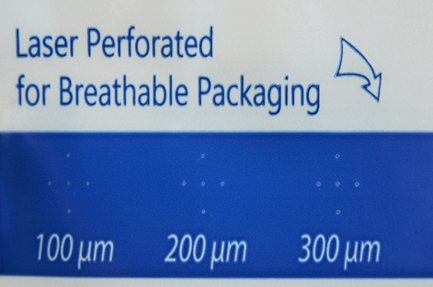 Laser Perforated
for Breathable Packaging
100 µm 200 µm 300 µm